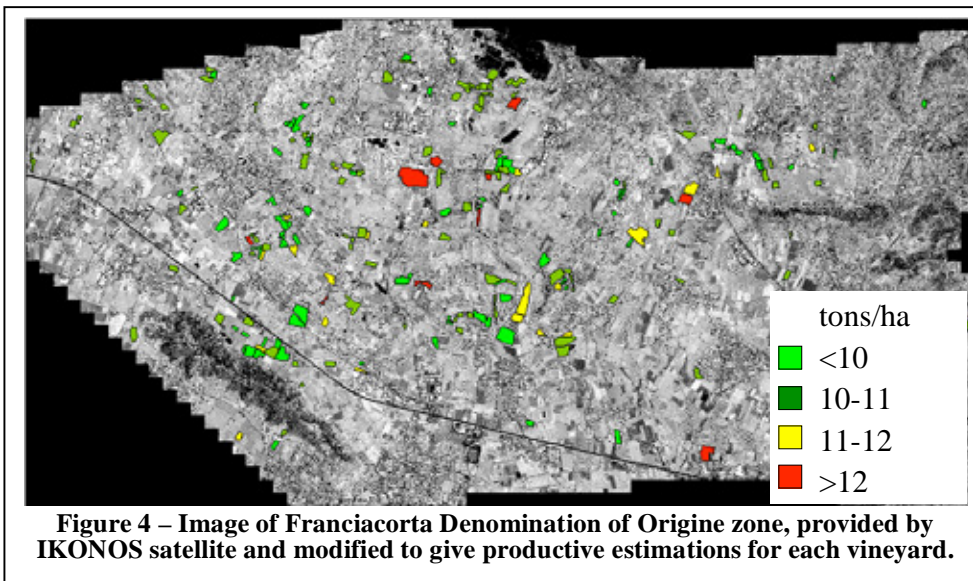 tons/ha
<10
10-11
11-12
>12
Figure 4 – Image of Franciacorta Denomination of Origine zone, provided by
IKONOS satellite and modified to give productive estimations for each vineyard.